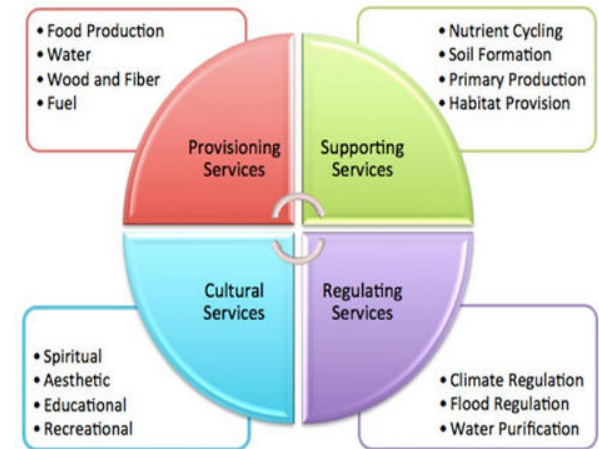 • Food Production
• Water
• Wood and Fiber
• Fuel
• Nutrient Cycling
• Soil Formation
• Primary Production
• Habitat Provision
Provisioning
Services
Supporting
Services
Cultural
Services
Regulating
Services
• Spiritual
• Aesthetic
• Educational
• Recreational
• Climate Regulation
• Flood Regulation
• Water Purification